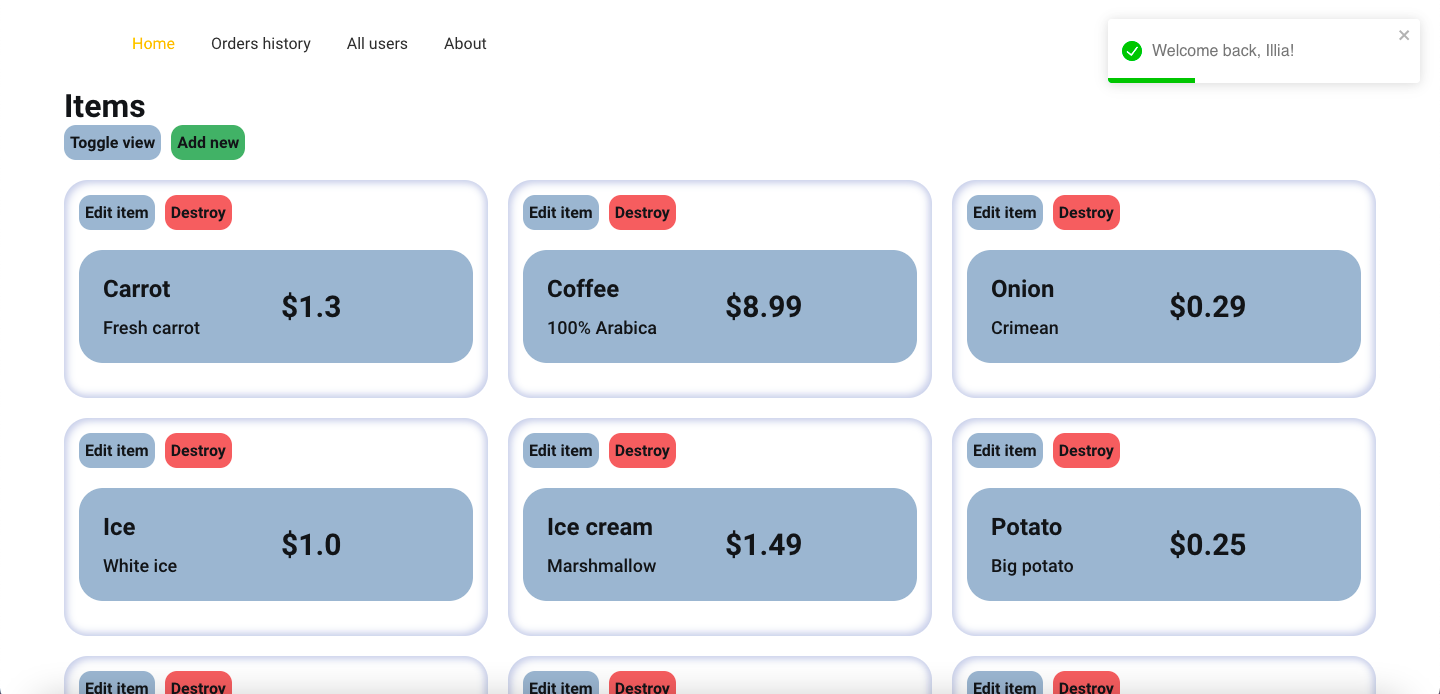 Home Orders history All users About
Welcome back, Illia!
Items
Toggle view Add new
Edit item Destroy Edit item Destroy Edit item Destroy
Carrot
$1.3
Fresh carrot
Coffee
$8.99
100% Arabica
Onion
$0.29
Crimean
Edit item Destroy Edit item Destroy Edit item Destroy
Ice
$1.0
White ice
Ice cream
$1.49
Marshmallow
Potato
$0.25
Big potato
Edit item Destroy Edit item Destroy Edit item Destroy